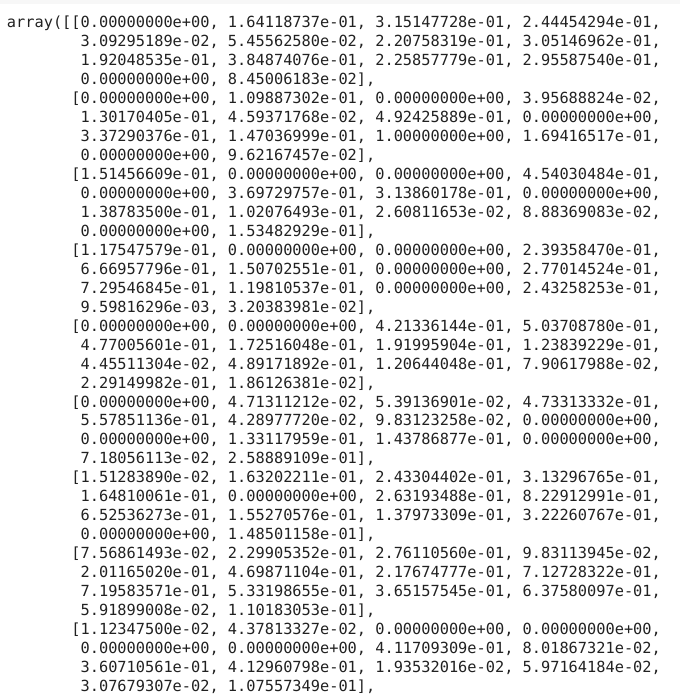 array([[0.00000000e+00, 1.64118737e-01, 3.15147728e-01, 2.44454294e-01,
3.09295189e-02, 5.45562580e-02, 2.20758319e-01, 3.05146962e-01,
1.92048535e-01, 3.84874076e-01, 2.25857779e-01, 2.95587540e-01,
0.00000000e+00, 8.45006183e-02],
[0.00000000e+00, 1.09887302e-01, 0.00000000e+00, 3.95688824e-02,
1.30170405e-01, 4.59371768e-02, 4.92425889e-01, 0.00000000e+00,
3.37290376e-01, 1.47036999e-01, 1.00000000e+00, 1.69416517e-01,
0.00000000e+00, 9.62167457e-02],
[1.51456609e-01, 0.00000000e+00, 0.00000000e+00, 4.54030484e-01,
0.00000000e+00, 3.69729757e-01, 3.13860178e-01, 0.00000000e+00,
1.38783500e-01, 1.02076493e-01, 2.60811653e-02, 8.88369083e-02,
0.00000000e+00, 1.53482929e-01],
[1.17547579e-01, 0.00000000e+00, 0.00000000e+00, 2.39358470e-01,
6.66957796e-01, 1.50702551e-01, 0.00000000e+00, 2.77014524e-01,
7.29546845e-01, 1.19810537e-01, 0.00000000e+00, 2.43258253e-01,
9.59816296e-03, 3.20383981e-02],
[0.00000000e+00, 0.00000000e+00, 4.21336144e-01, 5.03708780e-01,
4.77005601e-01, 1.72516048e-01, 1.91995904e-01, 1.23839229e-01,
4.45511304e-02, 4.89171892e-01, 1.20644048e-01, 7.90617988e-02,
2.29149982e-01, 1.86126381e-02],
[0.00000000e+00, 4.71311212e-02, 5.39136901e-02, 4.73313332e-01,
5.57851136e-01, 4.28977720e-02, 9.83123258e-02, 0.00000000e+00,
0.00000000e+00, 1.33117959e-01, 1.43786877e-01, 0.00000000e+00,
7.18056113e-02, 2.58889109e-01],
[1.51283890e-02, 1.63202211e-01, 2.43304402e-01, 3.13296765e-01,
1.64810061e-01, 0.00000000e+00, 2.63193488e-01, 8.22912991e-01,
6.52536273e-01, 1.55270576e-01, 1.37973309e-01, 3.22260767e-01,
0.00000000e+00, 1.48501158e-01],
[7.56861493e-02, 2.29905352e-01, 2.76110560e-01, 9.83113945e-02,
2.01165020e-01, 4.69871104e-01, 2.17674777e-01, 7.12728322e-01,
7.19583571e-01, 5.33198655e-01, 3.65157545e-01, 6.37580097e-01,
5.91899008e-02, 1.10183053e-01],
[1.12347500e-02, 4.37813327e-02, 0.00000000e+00, 0.00000000e+00,
0.00000000e+00, 0.00000000e+00, 4.11709309e-01, 8.01867321e-02,
3.60710561e-01, 4.12960798e-01, 1.93532016e-02, 5.97164184e-02,
3.07679307e-02, 1.07557349e-01],